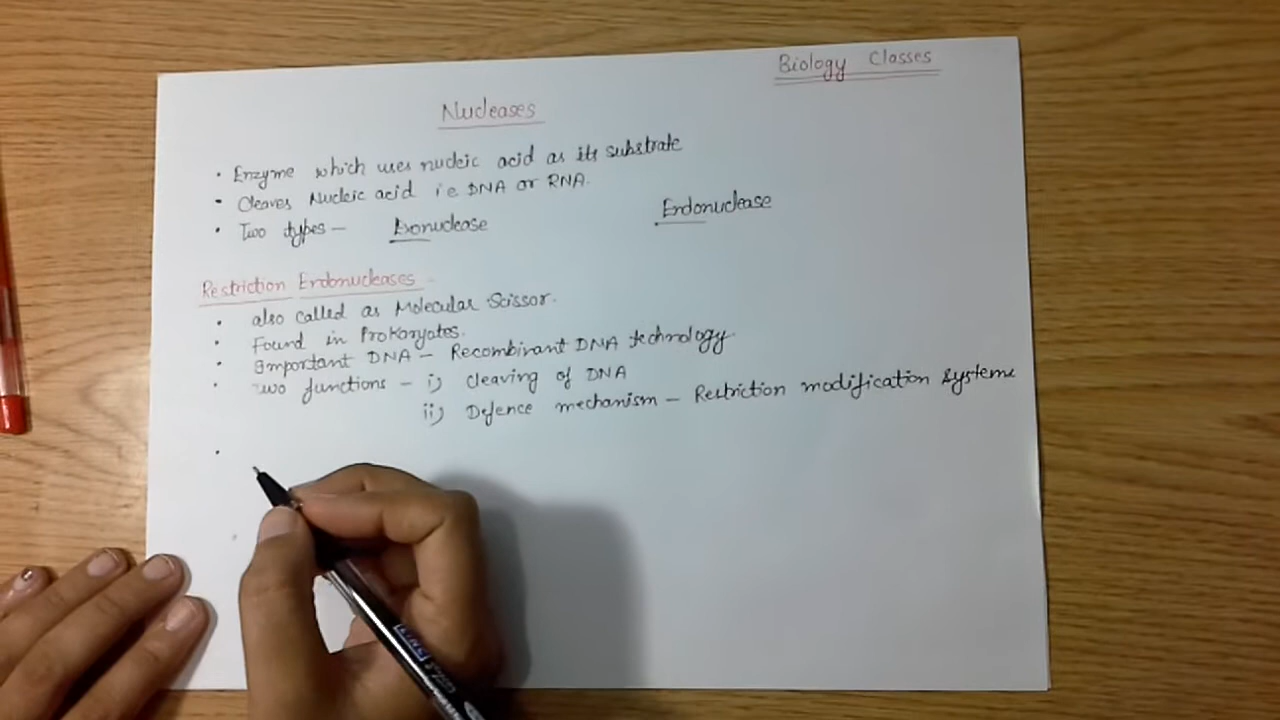 Biology Classes
Nucleases
• Enzyme which uses nucleic acid as its substrate
• Cleaves Nucleic acid i.e DNA or RNA.
• Two types – Exonuclease Endonuclease
Restriction Endonucleases
• also called as Molecular Scissor.
• Found in Prokaryotes.
• Important DNA – Recombinant DNA technology.
• Two functions – i) Cleaving of DNA
ii) Defence mechanism – Restriction modification systeme
•